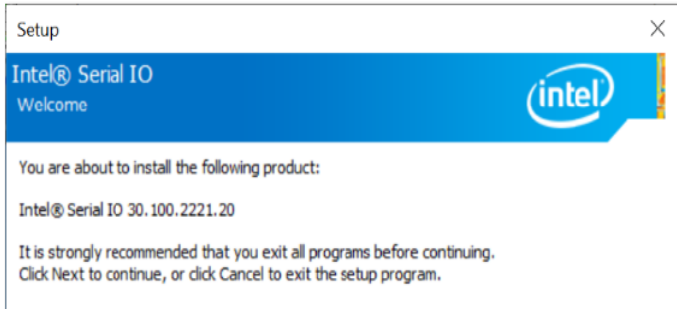 Setup
Intel® Serial IO
Welcome
intel
You are about to install the following product:
Intel® Serial IO 30.100.2221.20
It is strongly recommended that you exit all programs before continuing.
Click Next to continue, or click Cancel to exit the setup program.